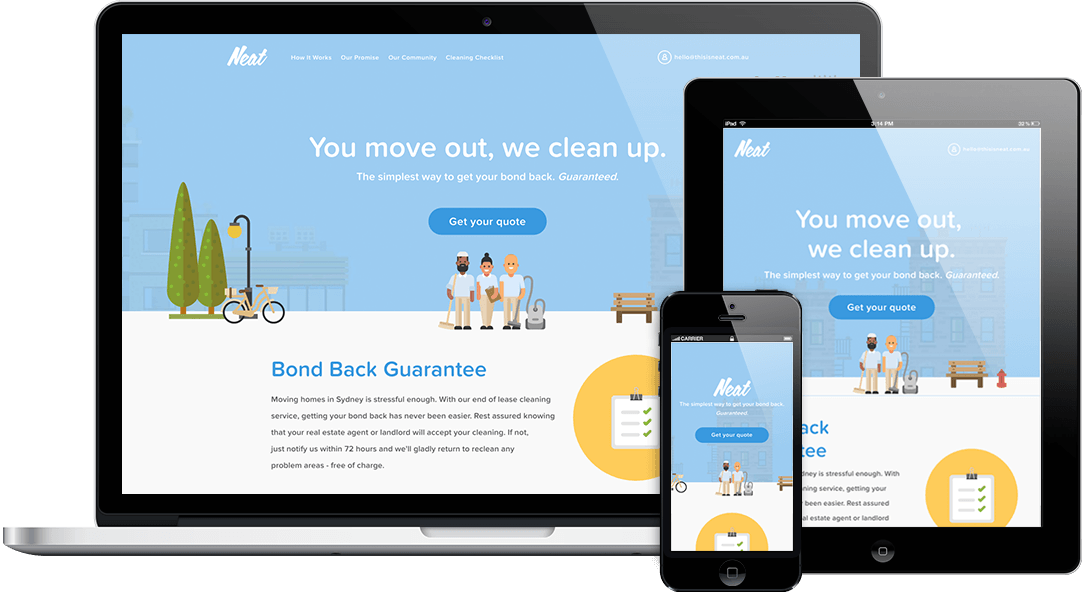 Neat
How It Works Our Promise Our Community Cleaning Checklist
hello@thisisneat.com.au
You move out, we clean up.
The simplest way to get your bond back. Guaranteed.
Get your quote
Bond Back Guarantee
Moving homes in Sydney is stressful enough. With our end of lease cleaning
service, getting your bond back has never been easier. Rest assured knowing
that your real estate agent or landlord will accept your cleaning. If not,
just notify us within 72 hours and we'll gladly return to reclean any
problem areas - free of charge.
iPad
3:14 PM
Neat
hello@thisisneat.com.au
You move out,
we clean up.
The simplest way to get your bond back. Guaranteed.
Get your quote
ack
tee
dney is stressful enough. With
ning service, getting your
been easier. Rest assured
al estate agent or landlord
CARRIER
Neat
The simplest way to get your bond back.
Guaranteed.
Get your quote